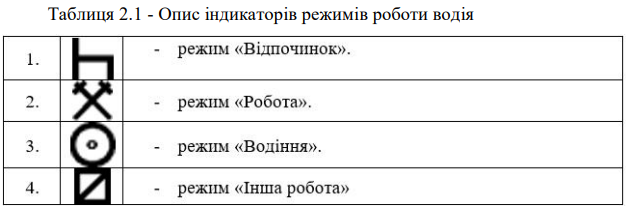 Таблиця 2.1 - Опис індикаторів режимів роботи водія
1. - режим «Відпочинок».
2. - режим «Робота».
3. - режим «Водіння».
4. - режим «Інша робота»